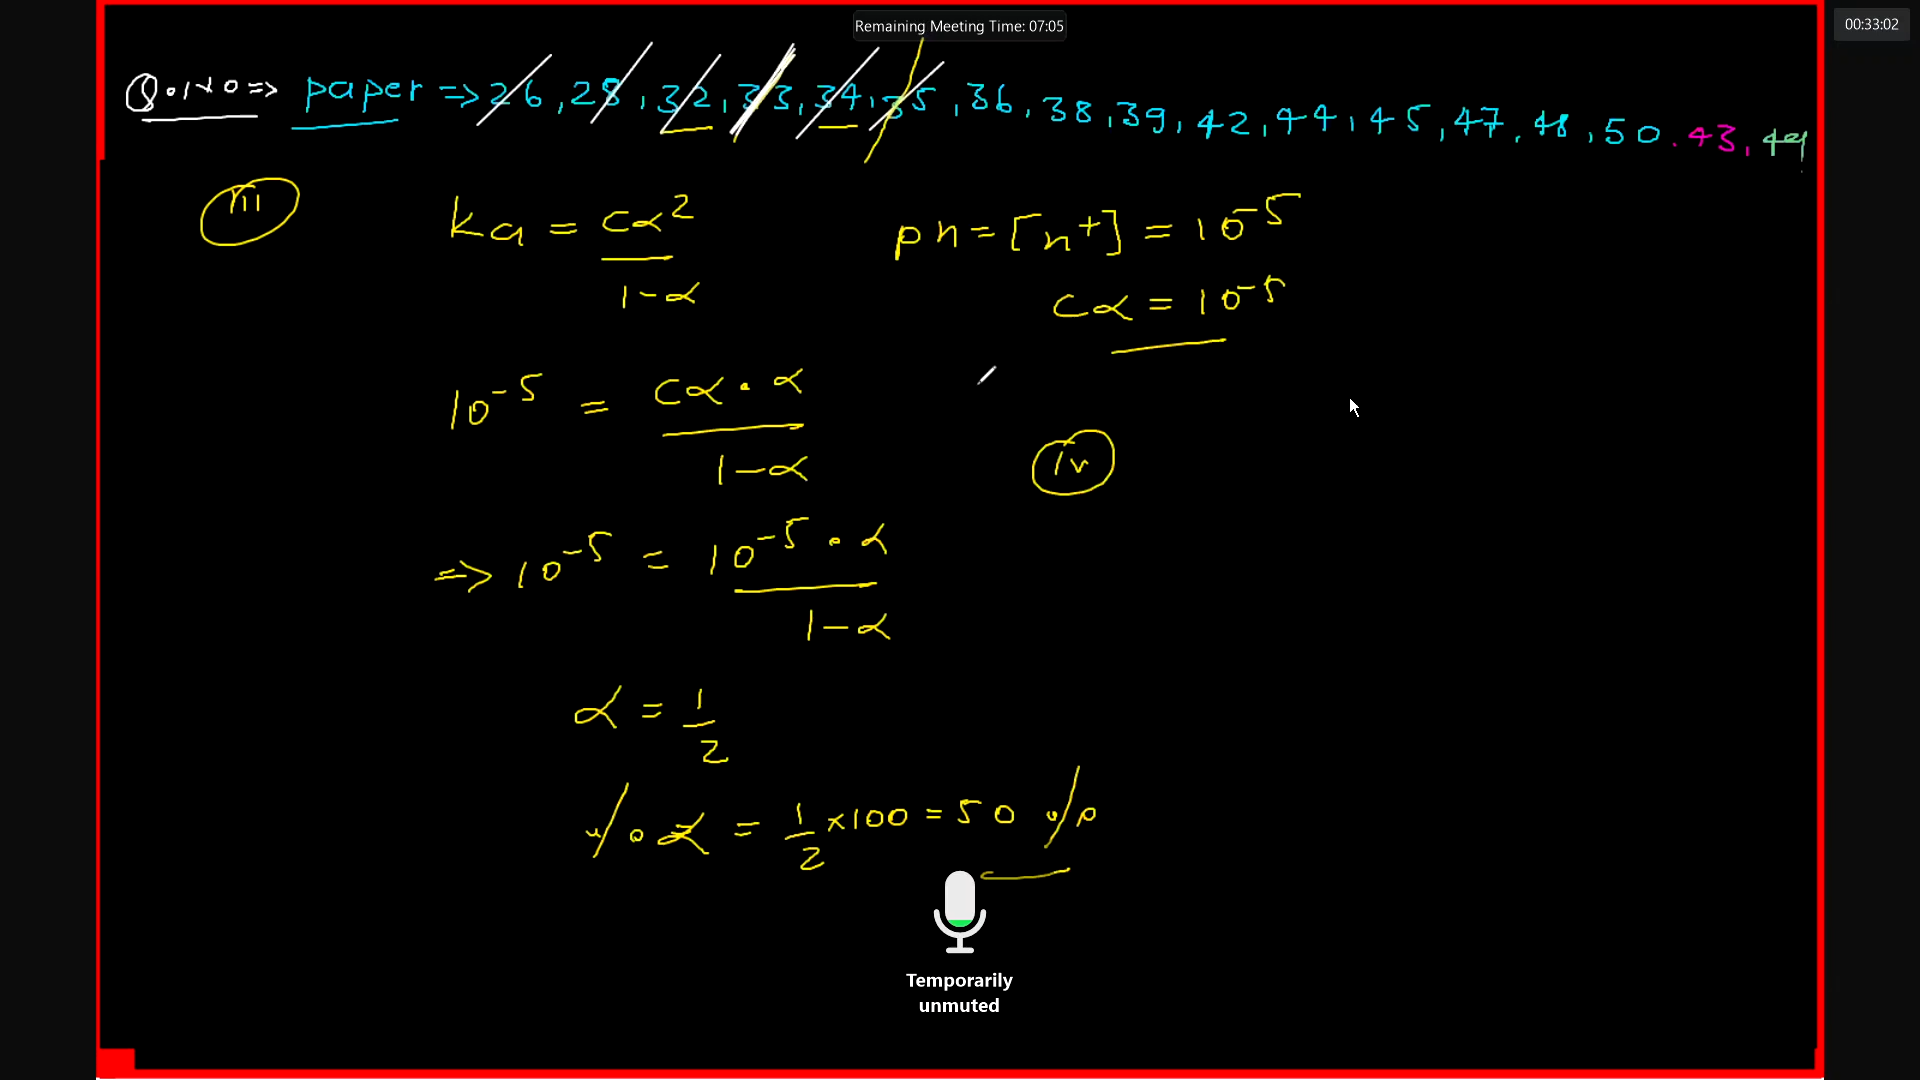 Remaining Meeting Time: 07:05
00:33:02
Q.No => paper => 26, 28, 32, 33, 34, 35, 36, 38, 39, 42, 44, 45, 47, 48, 50. 43, 49
III
ka = cα² / 1-α
pH = [H+] = 10⁻⁵
cα = 10⁻⁵
10⁻⁵ = cα · α / 1-α
IV
=> 10⁻⁵ = 10⁻⁵ · α / 1-α
α = 1/2
% α = 1/2 × 100 = 50 %
Temporarily
unmuted